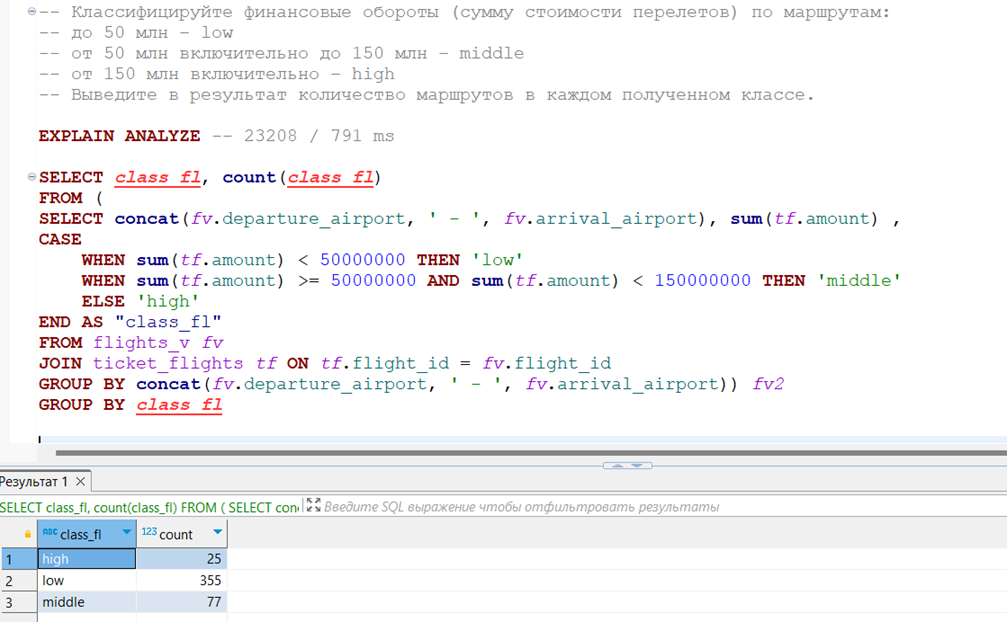 -- Классифицируйте финансовые обороты (сумму стоимости перелетов) по маршрутам:
-- до 50 млн – low
-- от 50 млн включительно до 150 млн – middle
-- от 150 млн включительно – high
-- Выведите в результат количество маршрутов в каждом полученном классе.
EXPLAIN ANALYZE -- 23208 / 791 ms
SELECT class_fl, count(class_fl)
FROM (
SELECT concat(fv.departure_airport, ' - ', fv.arrival_airport), sum(tf.amount) ,
CASE
WHEN sum(tf.amount) < 50000000 THEN 'low'
WHEN sum(tf.amount) >= 50000000 AND sum(tf.amount) < 150000000 THEN 'middle'
ELSE 'high'
END AS "class_fl"
FROM flights_v fv
JOIN ticket_flights tf ON tf.flight_id = fv.flight_id
GROUP BY concat(fv.departure_airport, ' - ', fv.arrival_airport)) fv2
GROUP BY class_fl
Результат 1
SELECT class_fl, count(class_fl) FROM ( SELECT conc Введите SQL выражение чтобы отфильтровать результаты
ABC class_fl 123 count
1 high 25
2 low 355
3 middle 77